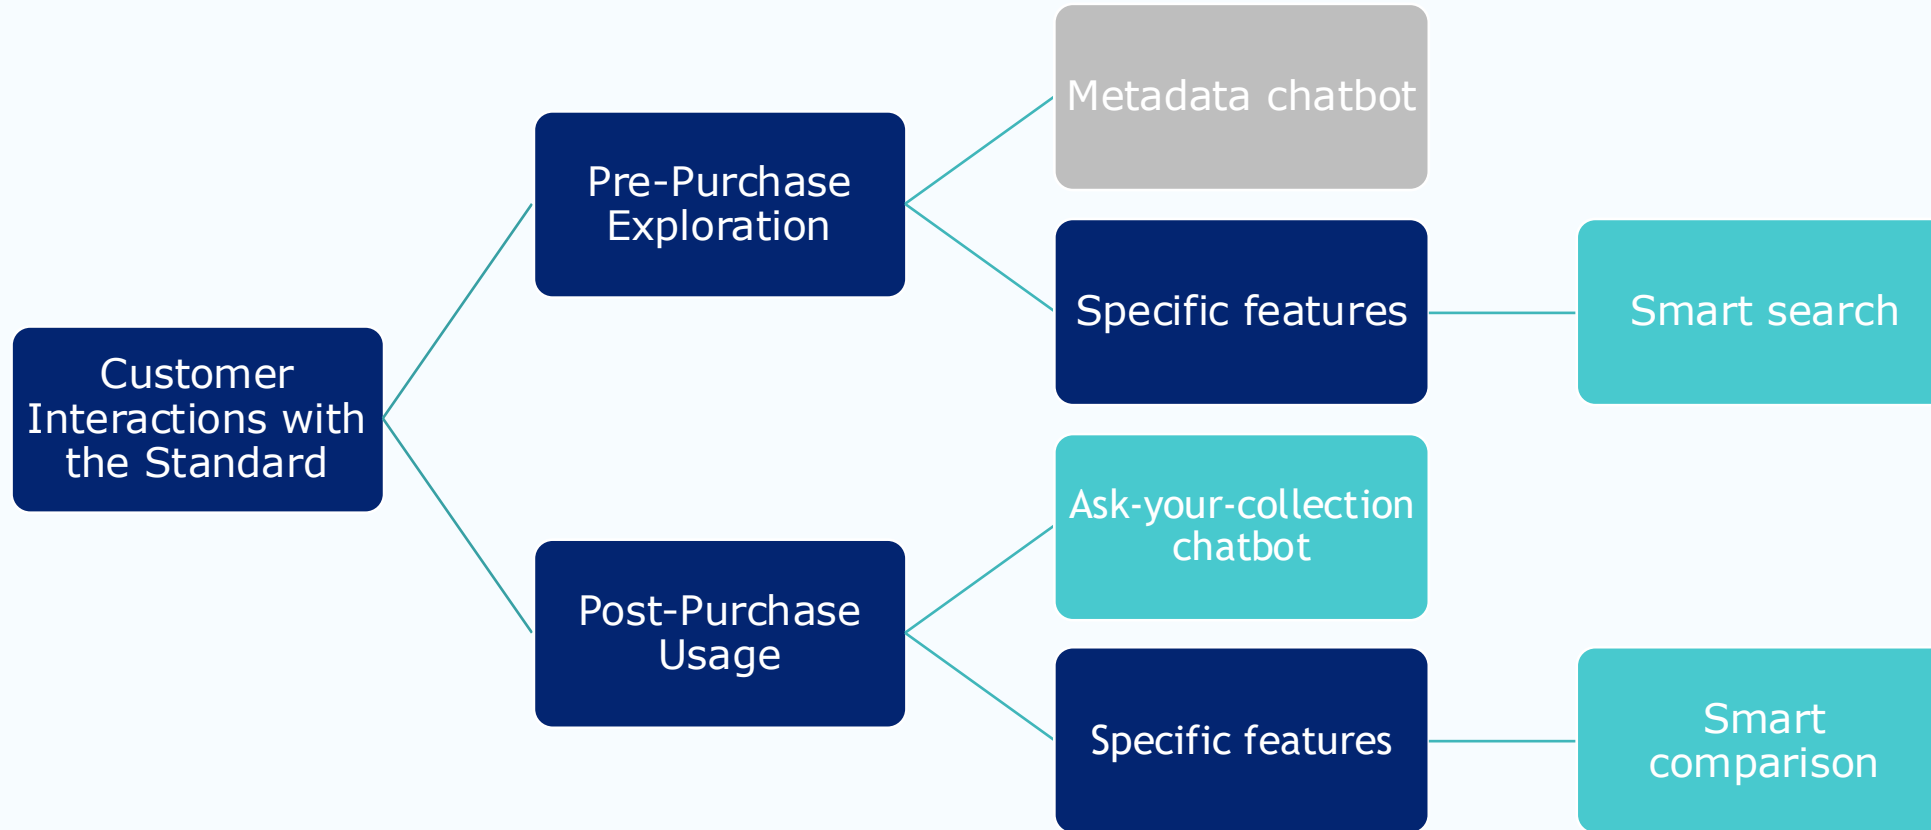 Customer
Interactions with
the Standard
Pre-Purchase
Exploration
Metadata chatbot
Specific features
Smart search
Post-Purchase
Usage
Ask-your-collection
chatbot
Specific features
Smart
comparison